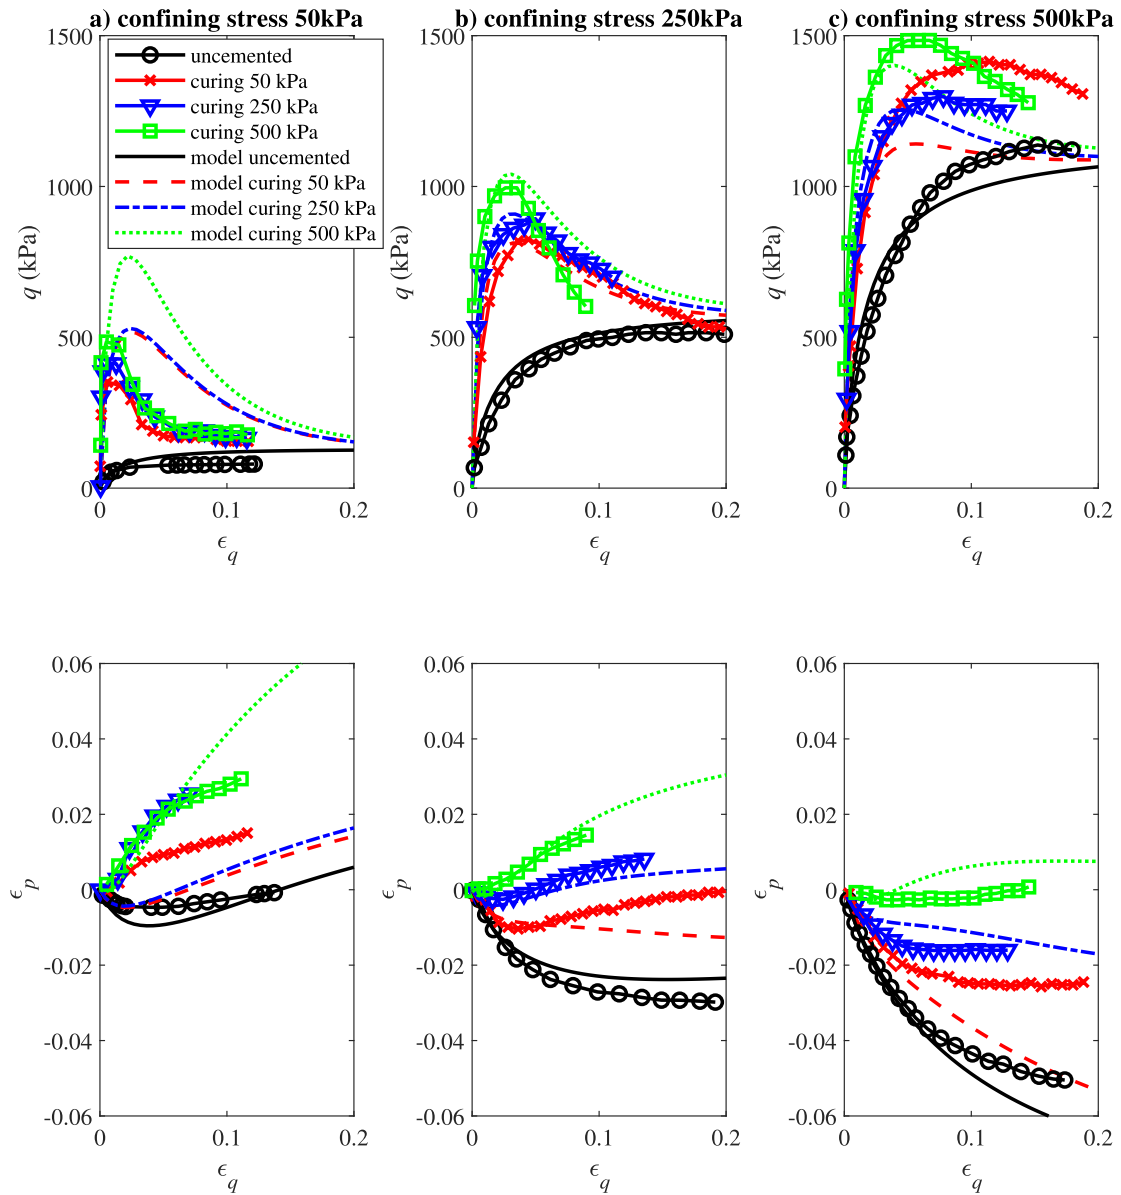 a) confining stress 50kPa
b) confining stress 250kPa
c) confining stress 500kPa
1500
1000
500
0
q (kPa)
uncemented
curing 50 kPa
curing 250 kPa
curing 500 kPa
model uncemented
model curing 50 kPa
model curing 250 kPa
model curing 500 kPa
0
0.1
0.2
ϵq
1500
1000
500
0
q (kPa)
0
0.1
0.2
ϵq
1500
1000
500
0
q (kPa)
0
0.1
0.2
ϵq
0.06
0.04
0.02
0
-0.02
-0.04
-0.06
ϵp
0
0.1
0.2
ϵq
0.06
0.04
0.02
0
-0.02
-0.04
-0.06
ϵp
0
0.1
0.2
ϵq
0.06
0.04
0.02
0
-0.02
-0.04
-0.06
ϵp
0
0.1
0.2
ϵq